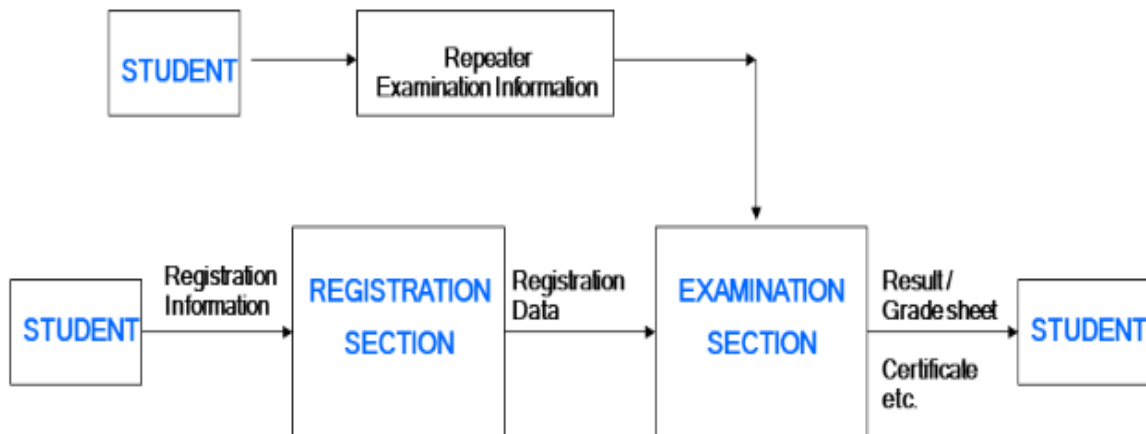 STUDENT
Repeater
Examination Information
STUDENT
Registration
Information
REGISTRATION
SECTION
Registration
Data
EXAMINATION
SECTION
Result /
Grade sheet
Certificate
etc.
STUDENT